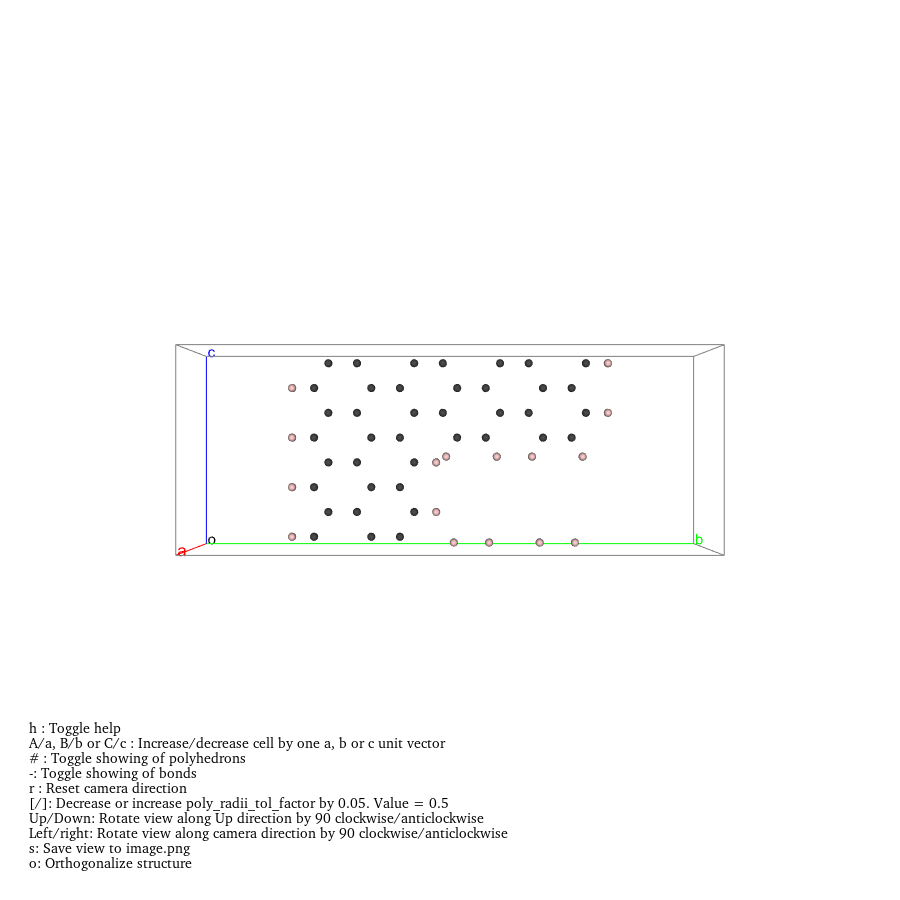 c
o
a
b
h : Toggle help
A/a, B/b or C/c : Increase/decrease cell by one a, b or c unit vector
# : Toggle showing of polyhedrons
-: Toggle showing of bonds
r : Reset camera direction
[/]: Decrease or increase poly_radii_tol_factor by 0.05. Value = 0.5
Up/Down: Rotate view along Up direction by 90 clockwise/anticlockwise
Left/right: Rotate view along camera direction by 90 clockwise/anticlockwise
s: Save view to image.png
o: Orthogonalize structure